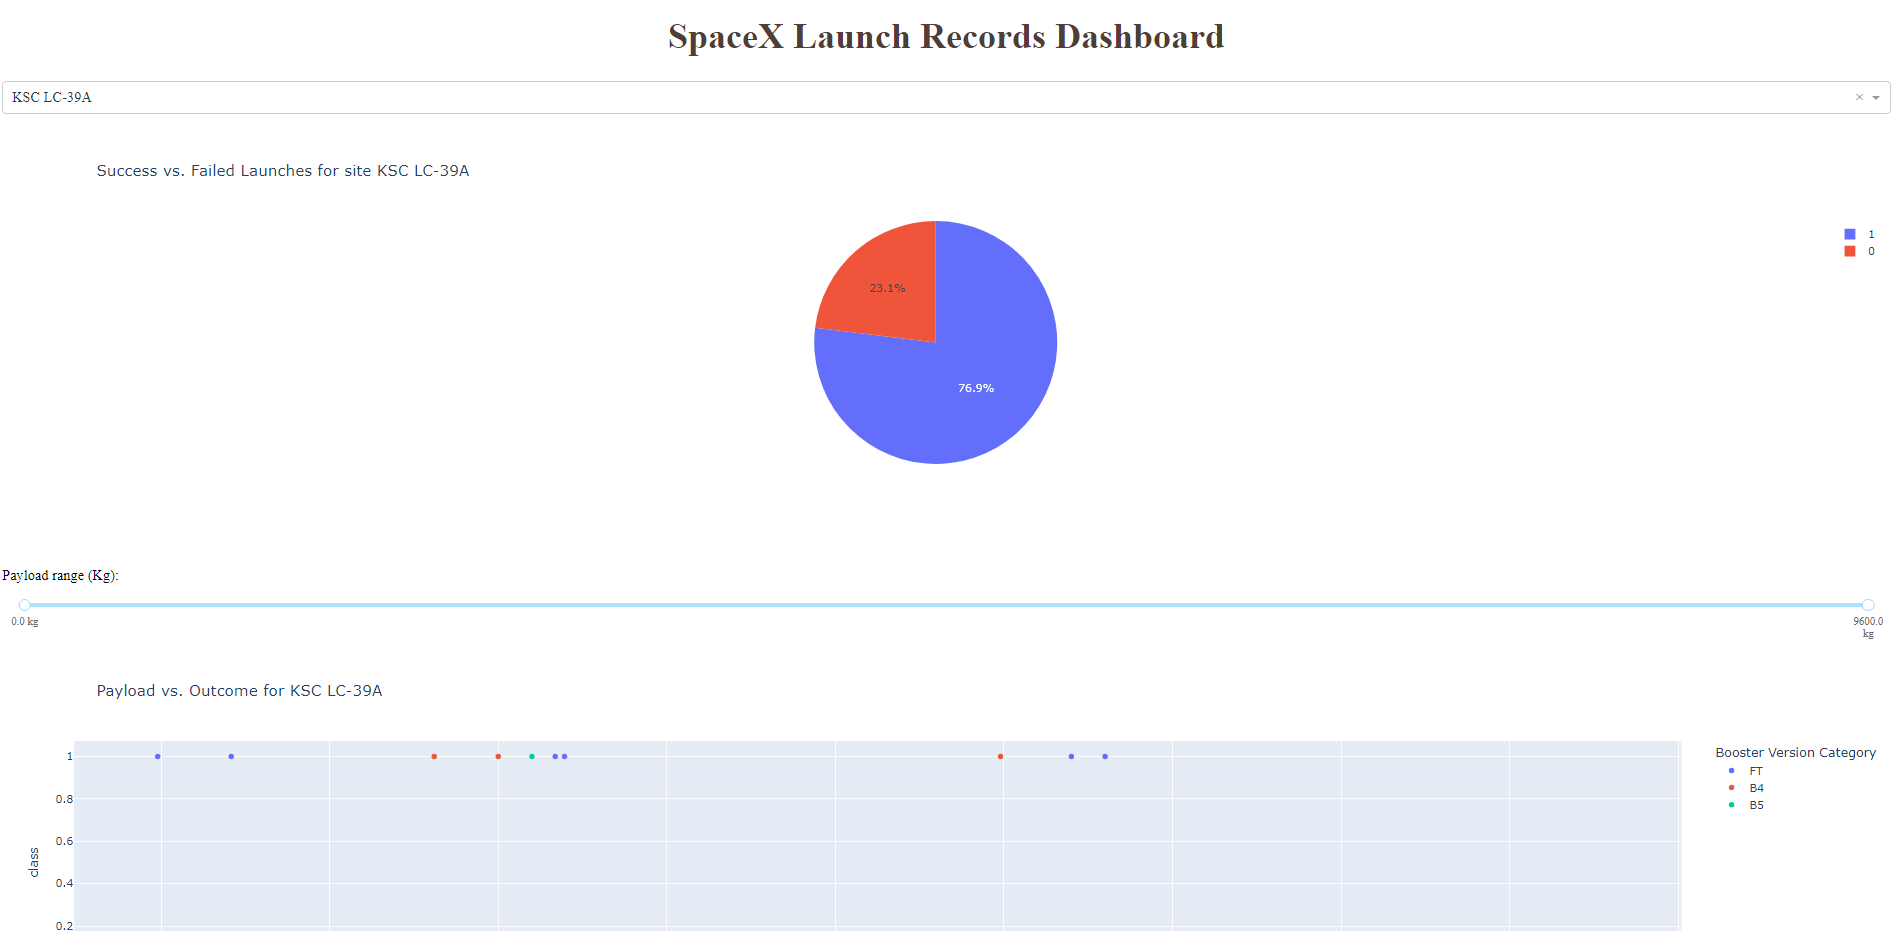 SpaceX Launch Records Dashboard
KSC LC-39A
×
Success vs. Failed Launches for site KSC LC-39A
1
0
23.1%
76.9%
Payload range (Kg):
0.0 kg
9600.0
kg
Payload vs. Outcome for KSC LC-39A
Booster Version Category
FT
B4
B5
1
0.8
0.6
0.4
0.2
class